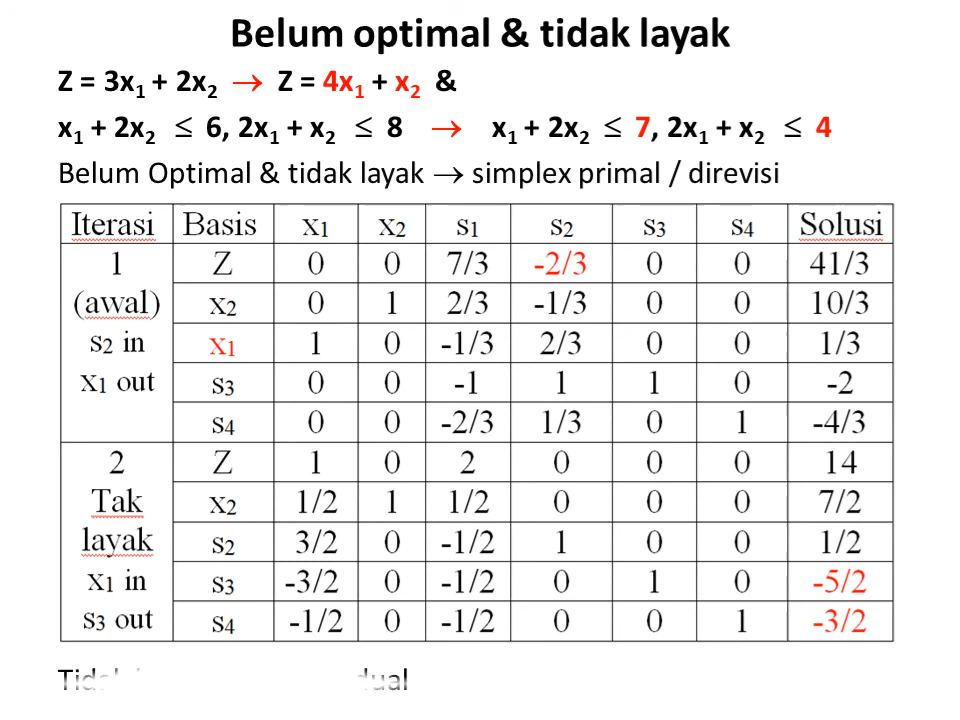 Belum optimal & tidak layak
Z = 3x₁ + 2x₂ → Z = 4x₁ + x₂ &
x₁ + 2x₂ ≤ 6, 2x₁ + x₂ ≤ 8 → x₁ + 2x₂ ≤ 7, 2x₁ + x₂ ≤ 4
Belum Optimal & tidak layak → simplex primal / direvisi
Iterasi Basis X1 X2 S1 S2 S3 S4 Solusi
1 Z 0 0 7/3 -2/3 0 0 41/3
(awal) X2 0 1 2/3 -1/3 0 0 10/3
S2 in X1 1 0 -1/3 2/3 0 0 1/3
X1 out S3 0 0 -1 1 1 0 -2
S4 0 0 -2/3 1/3 0 1 -4/3
2 Z 1 0 2 0 0 0 14
Tak X2 1/2 1 1/2 0 0 0 7/2
layak S2 3/2 0 -1/2 1 0 0 1/2
X1 in S3 -3/2 0 -1/2 0 1 0 -5/2
S3 out S4 -1/2 0 -1/2 0 0 1 -3/2